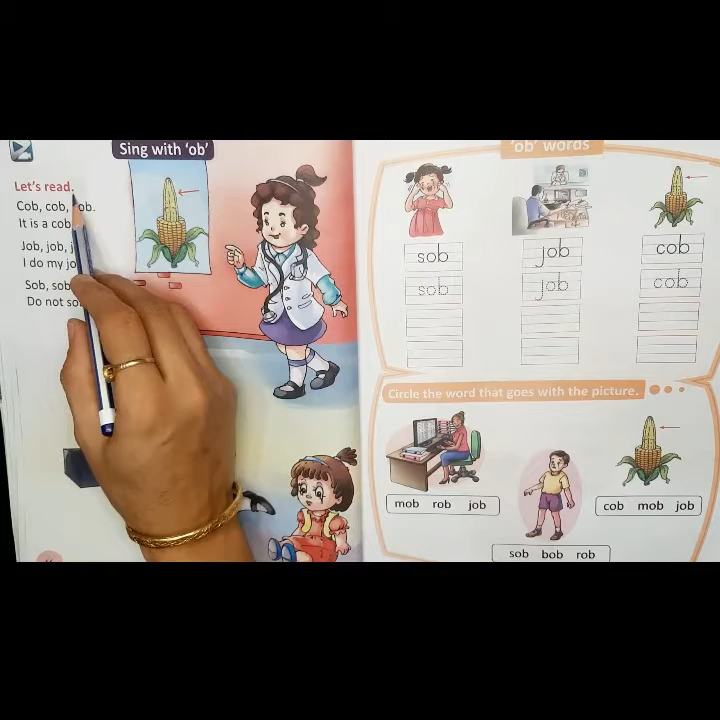 Sing with 'ob'
Let's read.
Cob, cob, ob.
It is a cob
Job, job, j
I do my jo
Sob, sob
Do not so
'ob' words
sob job cob
sob job cob
Circle the word that goes with the picture.
mob rob job
cob mob job
sob bob rob